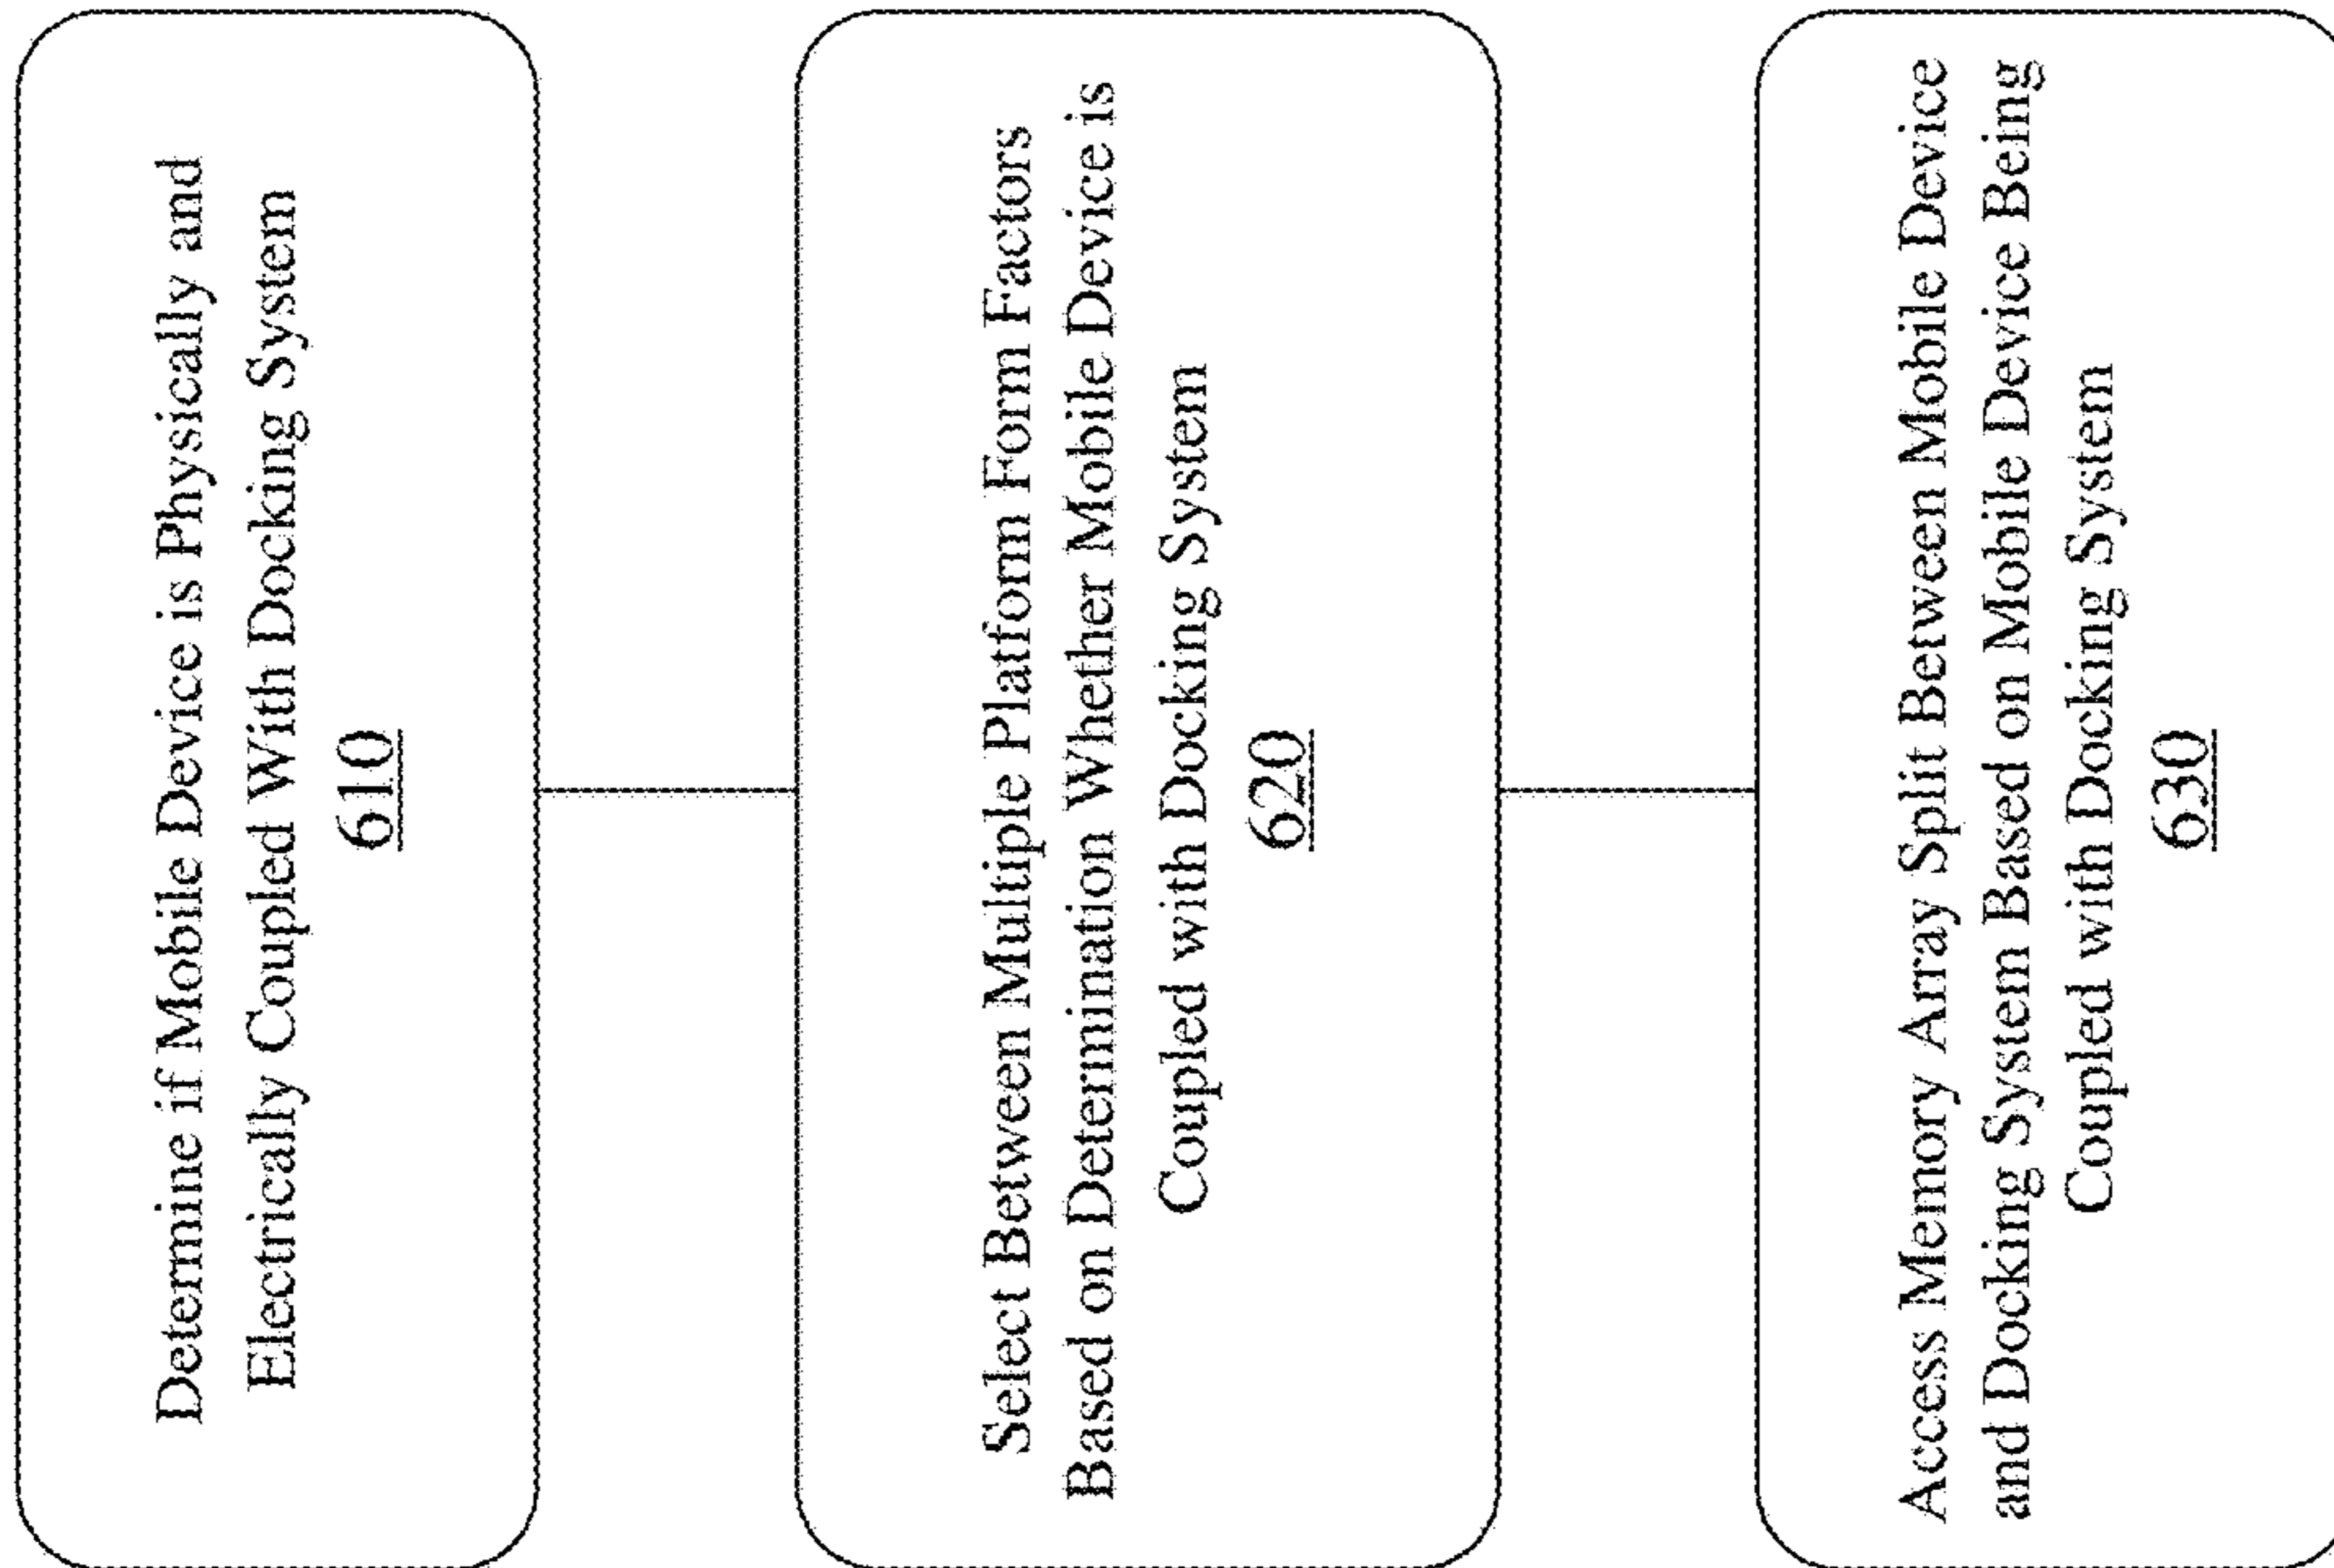 Determine if Mobile Device is Physically and
Electrically Coupled With Docking System
610
Select Between Multiple Platform Form Factors
Based on Determination Whether Mobile Device is
Coupled with Docking System
620
Access Memory Array Split Between Mobile Device
and Docking System Based on Mobile Device Being
Coupled with Docking System
630